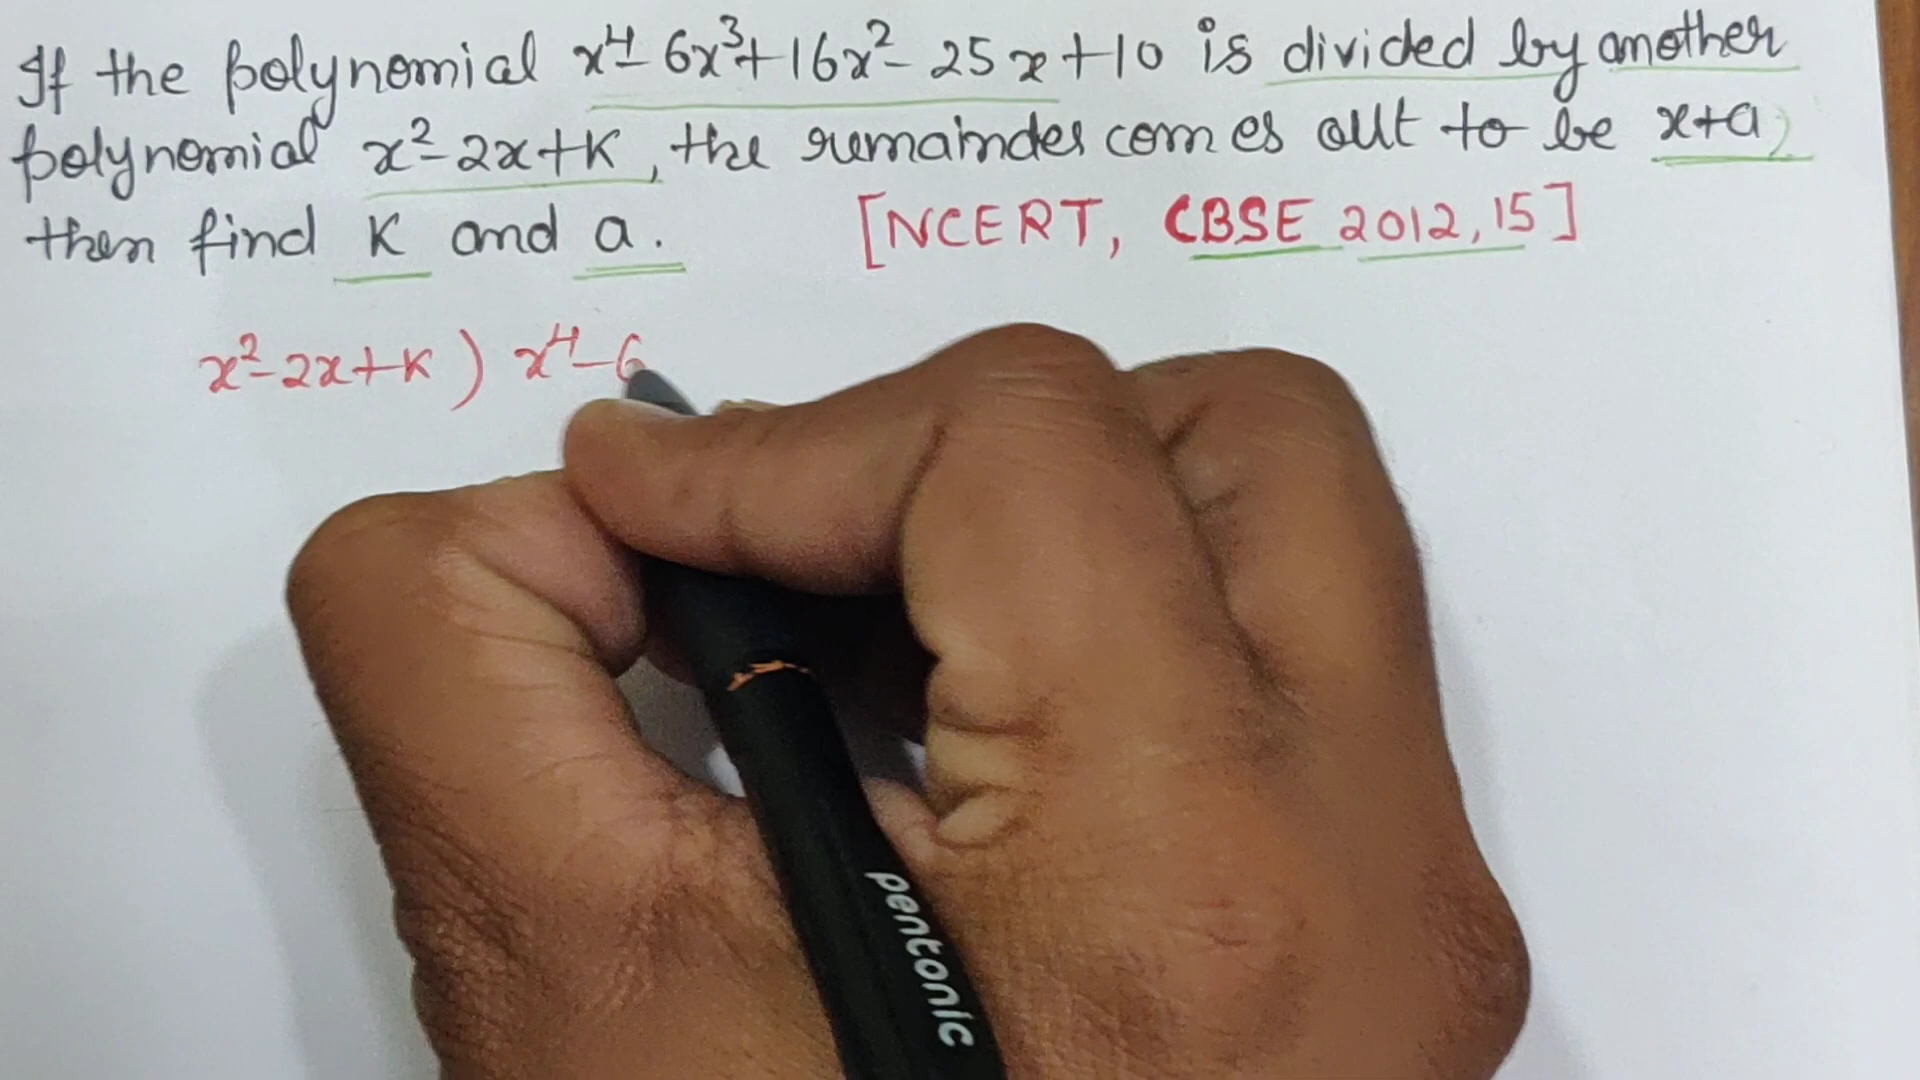 If the polynomial x⁴ - 6x³ + 16x² - 25x + 10 is divided by another
polynomial x² - 2x + K, the remainder comes out to be x + a,
then find K and a. [NCERT, CBSE 2012, 15]
x² - 2x + K ) x⁴ - 6
pentonic